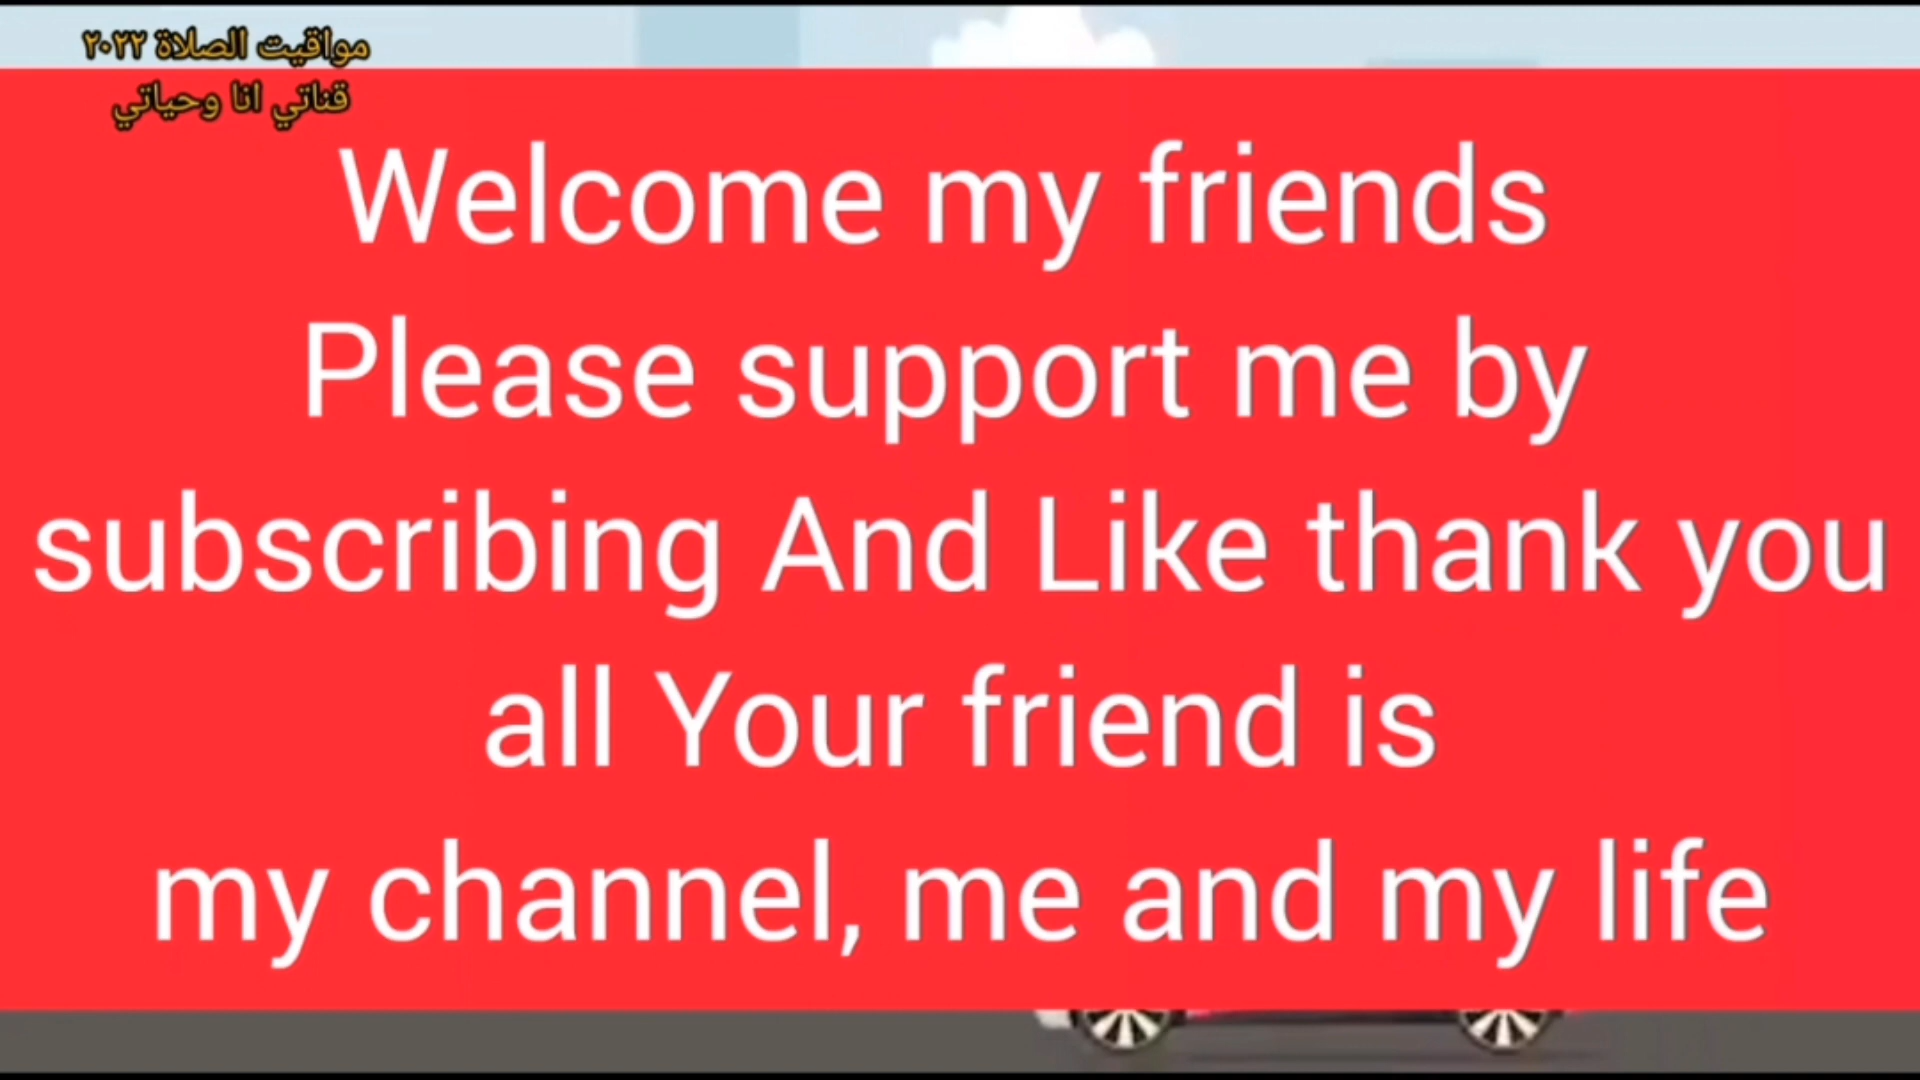 مواقيت الصلاة ٢٠٢٢
قناتي انا وحياتي
Welcome my friends
Please support me by
subscribing And Like thank you
all Your friend is
my channel, me and my life